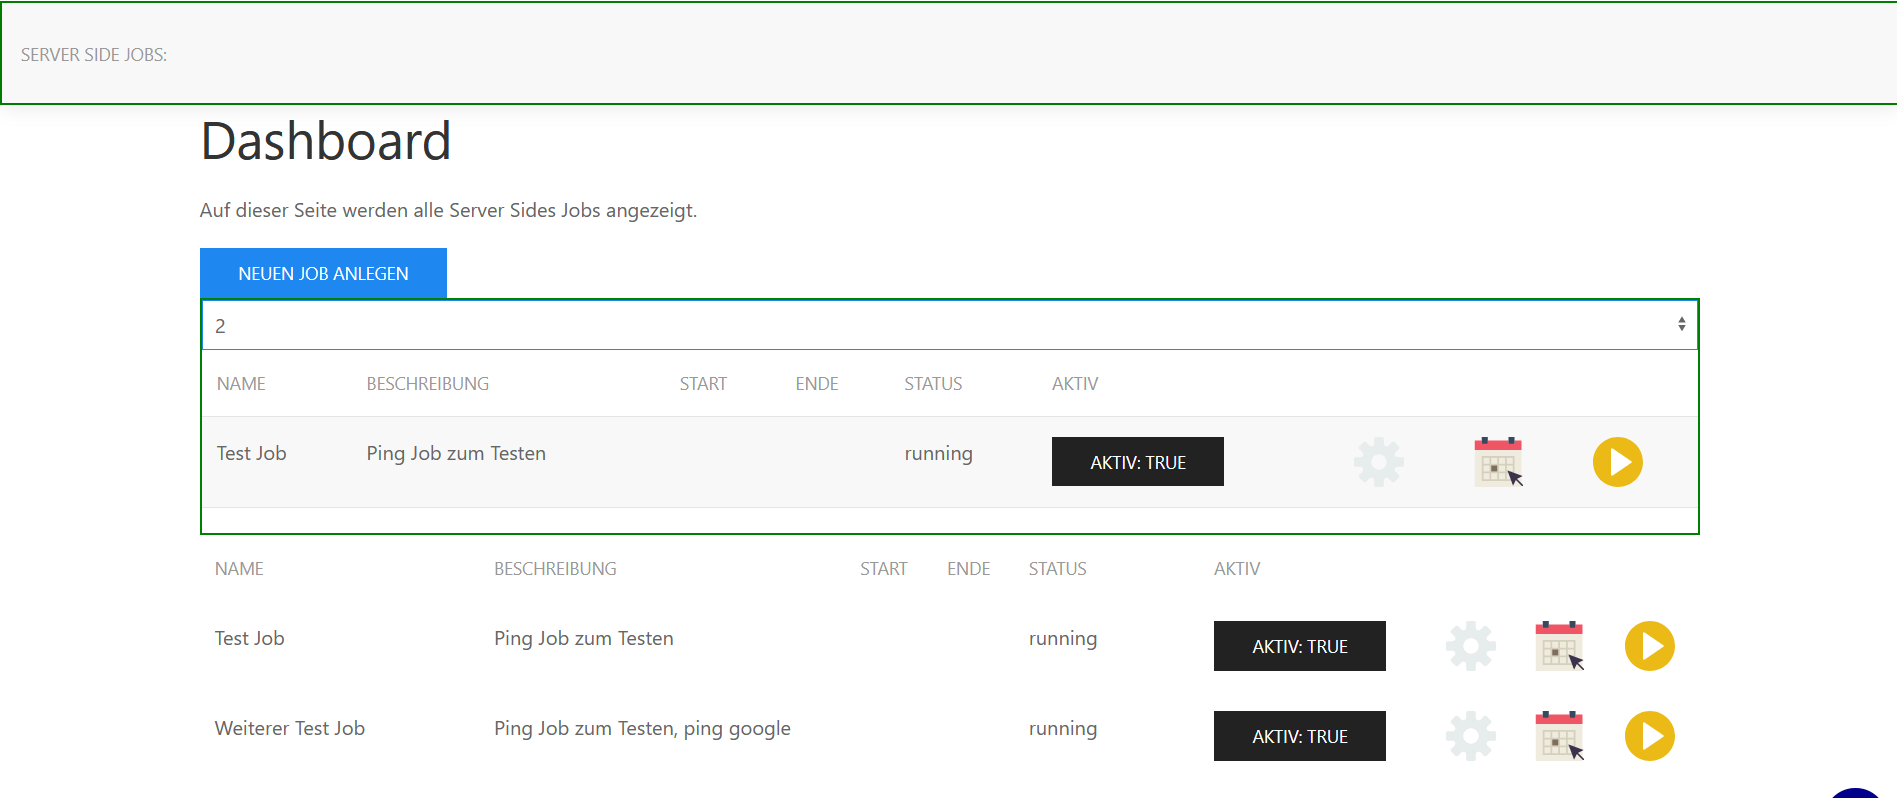 SERVER SIDE JOBS:
Dashboard
Auf dieser Seite werden alle Server Sides Jobs angezeigt.
NEUEN JOB ANLEGEN
2
NAME BESCHREIBUNG START ENDE STATUS AKTIV
Test Job Ping Job zum Testen running AKTIV: TRUE
NAME BESCHREIBUNG START ENDE STATUS AKTIV
Test Job Ping Job zum Testen running AKTIV: TRUE
Weiterer Test Job Ping Job zum Testen, ping google running AKTIV: TRUE